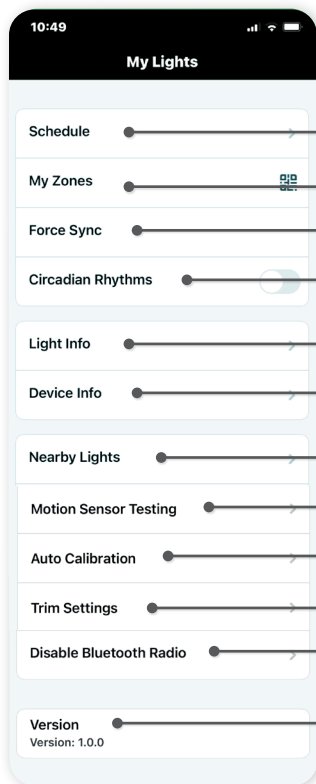 10:49
My Lights
Schedule
My Zones
Force Sync
Circadian Rhythms
Light Info
Device Info
Nearby Lights
Motion Sensor Testing
Auto Calibration
Trim Settings
Disable Bluetooth Radio
Version
Version: 1.0.0